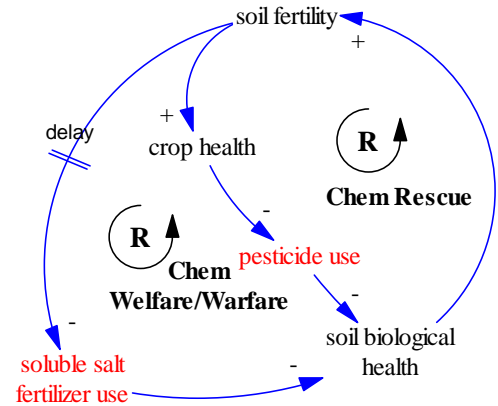 soil fertility
+
delay
+
crop health
R
Chem Rescue
-
R
pesticide use
Chem
Welfare/Warfare
-
-
soil biological
health
soluble salt
fertilizer use
-